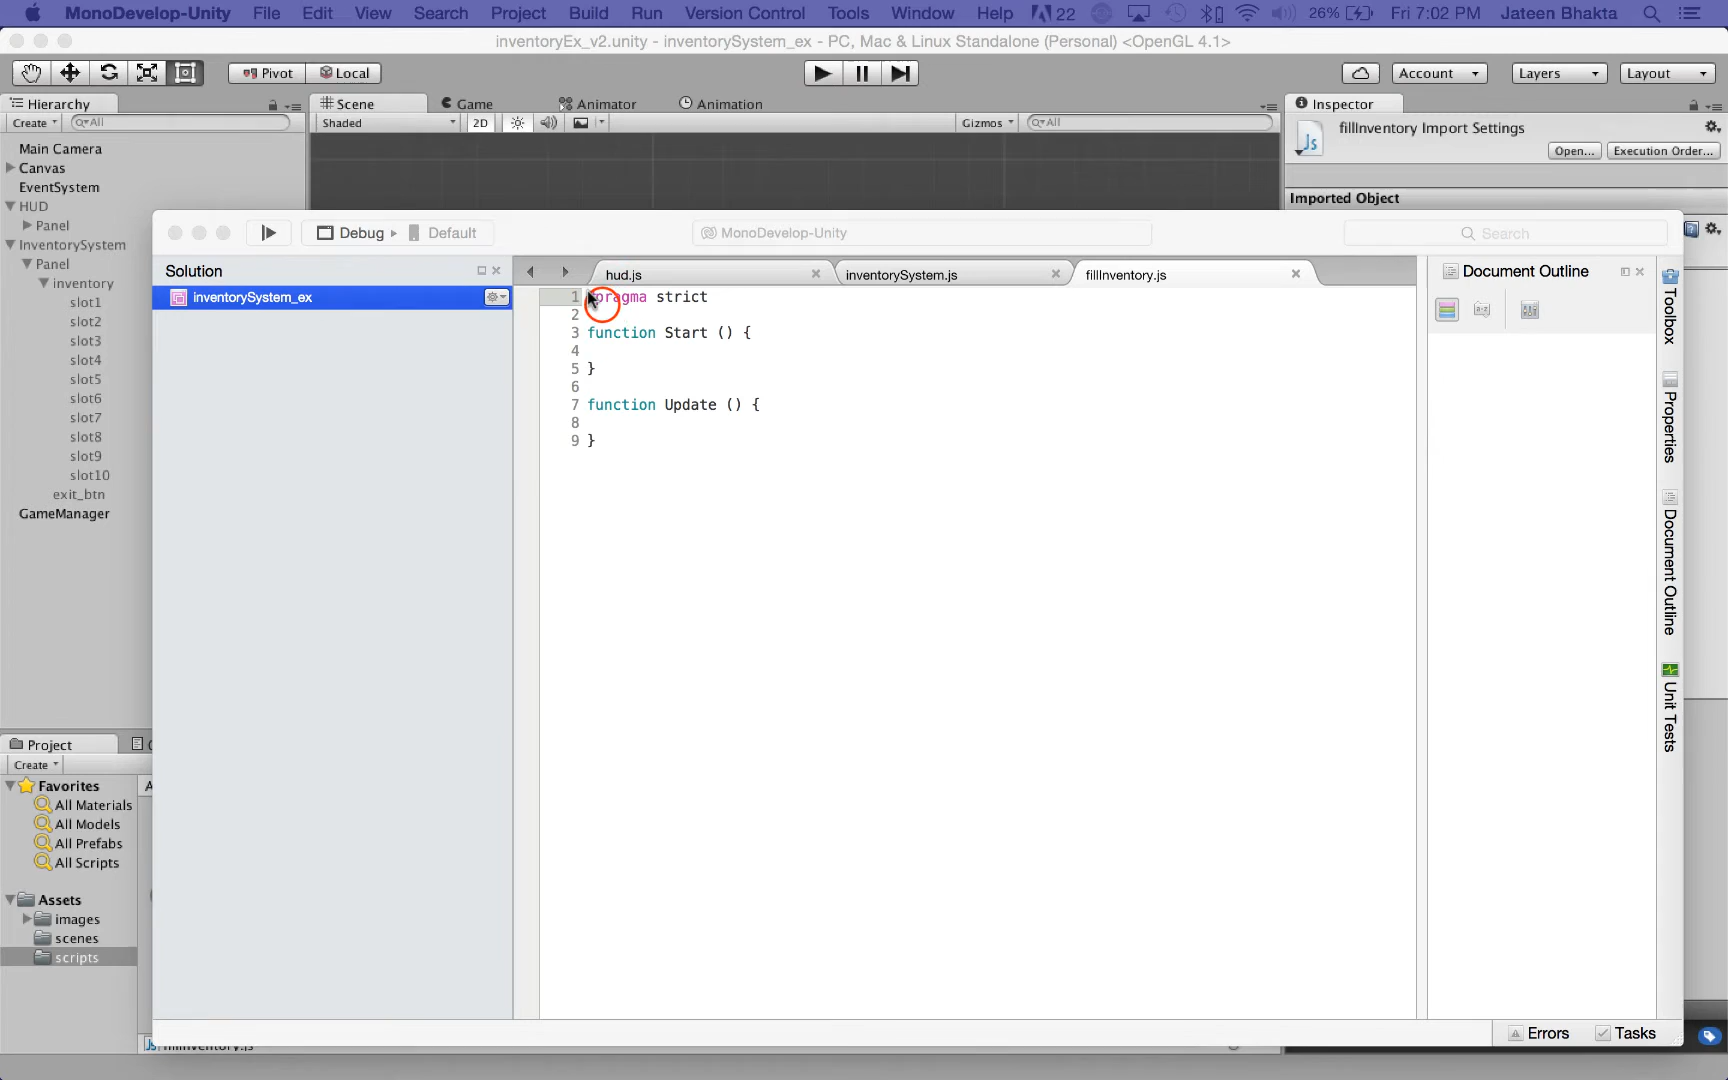 MonoDevelop-Unity File Edit View Search Project Build Run Version Control Tools Window Help 22 26% Fri 7:02 PM Jateen Bhakta
inventoryEx_v2.unity - inventorySystem_ex - PC, Mac & Linux Standalone (Personal) <OpenGL 4.1>
Pivot Local Account Layers Layout
Hierarchy Scene Game Animator Animation Inspector
Create All Shaded 2D Gizmos All
fillInventory Import Settings
Open... Execution Order...
Imported Object
Main Camera
Canvas
EventSystem
HUD
Panel
InventorySystem
Panel
inventory
slot1
slot2
slot3
slot4
slot5
slot6
slot7
slot8
slot9
slot10
exit_btn
GameManager
Debug Default MonoDevelop-Unity Search
Solution hud.js inventorySystem.js fillInventory.js Document Outline
inventorySystem_ex
1 pragma strict
2
3 function Start () {
4
5 }
6
7 function Update () {
8
9 }
Toolbox
Properties
Document Outline
Unit Tests
Project
Create
Favorites
All Materials
All Models
All Prefabs
All Scripts
Assets
images
scenes
scripts
Errors Tasks